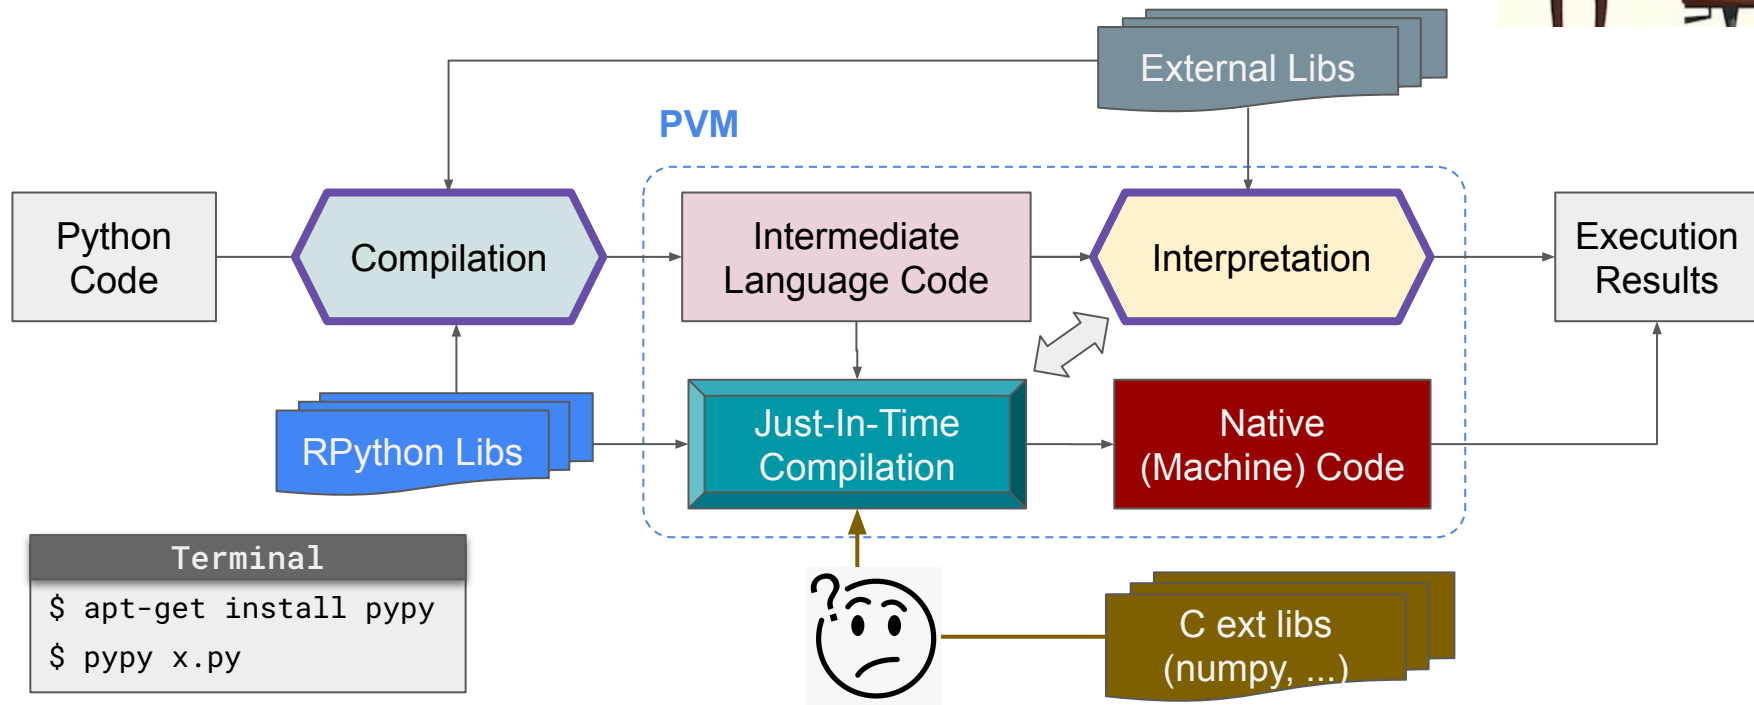 External Libs
PVM
Python
Code
Compilation
Intermediate
Language Code
Interpretation
Execution
Results
RPython Libs
Just-In-Time
Compilation
Native
(Machine) Code
Terminal
$ apt-get install pypy
$ pypy x.py
?
C ext libs
(numpy, ...)